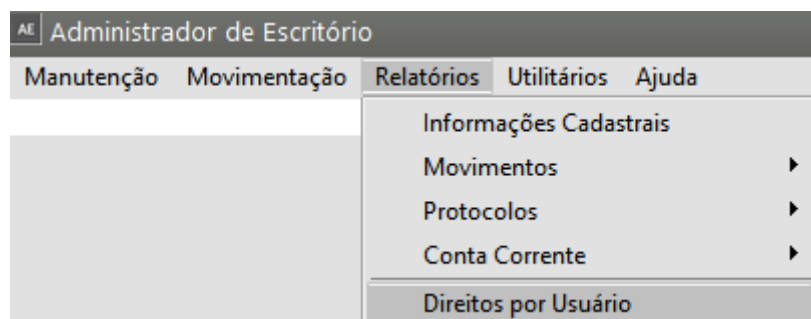 AE Administrador de Escritório
Manutenção Movimentação Relatórios Utilitários Ajuda
Informações Cadastrais
Movimentos
Protocolos
Conta Corrente
Direitos por Usuário